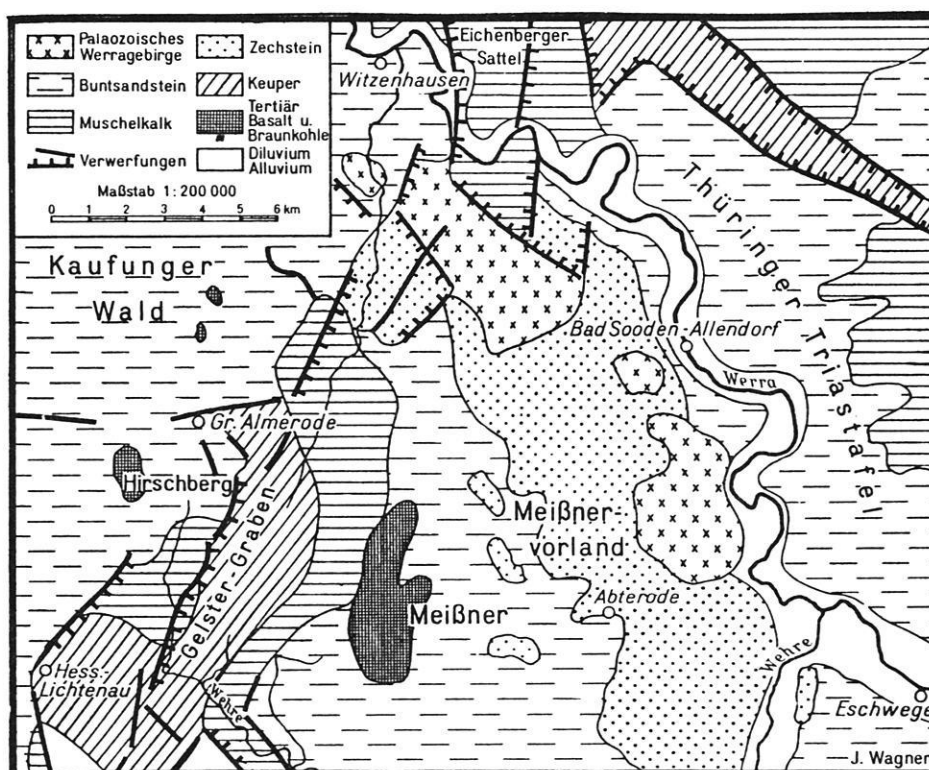 Paläozoisches
Werragebirge
Buntsandstein
Muschelkalk
Verwerfungen
Zechstein
Keuper
Tertiär
Basalt u.
Braunkohle
Diluvium
Alluvium
Maßstab 1:200 000
0 1 2 3 4 5 6 km
Eichenberger
Sattel
Witzenhausen
Thüringer Triastafel
Kaufunger
Wald
Bad Sooden-Allendorf
Werra
Gr. Almerode
Hirschberg
Geister-Graben
Meißner-
vorland
Meißner
Abterode
Hess.-
Lichtenau
Wehre
Wehre
Eschwege
J. Wagner